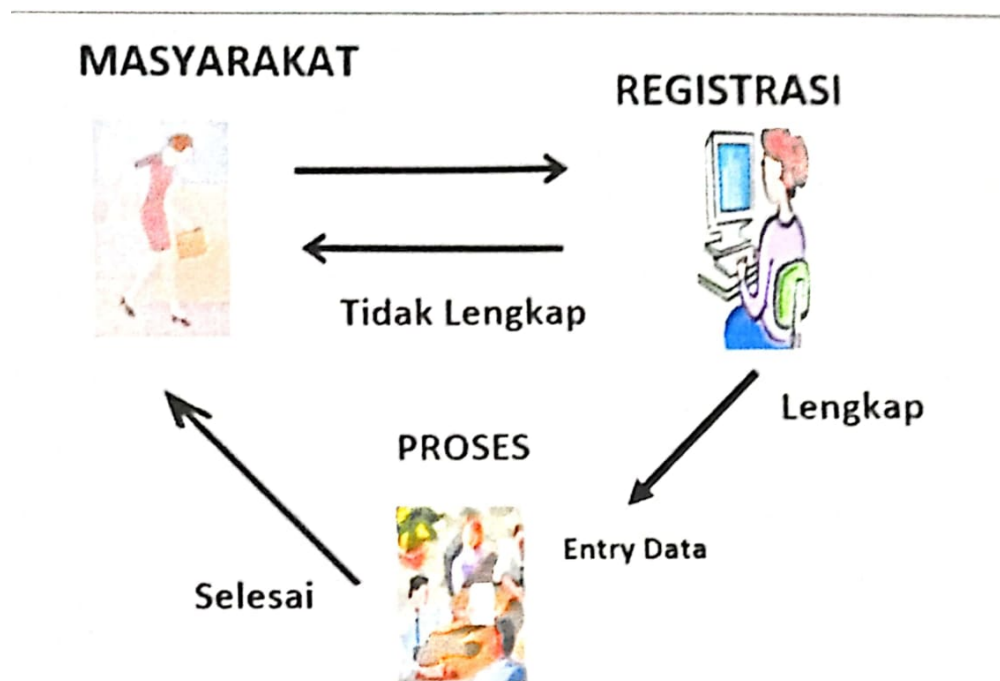 MASYARAKAT
REGISTRASI
Tidak Lengkap
Lengkap
PROSES
Entry Data
Selesai